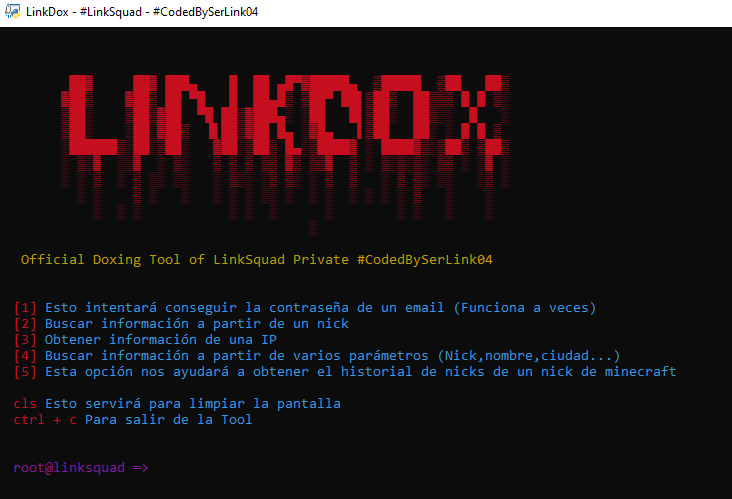 LinkDox - #LinkSquad - #CodedBySerLink04
LINKDOX
Official Doxing Tool of LinkSquad Private #CodedBySerLink04
[1] Esto intentará conseguir la contraseña de un email (Funciona a veces)
[2] Buscar información a partir de un nick
[3] Obtener información de una IP
[4] Buscar información a partir de varios parámetros (Nick,nombre,ciudad...)
[5] Esta opción nos ayudará a obtener el historial de nicks de un nick de minecraft
cls Esto servirá para limpiar la pantalla
ctrl + c Para salir de la Tool
root@linksquad =>